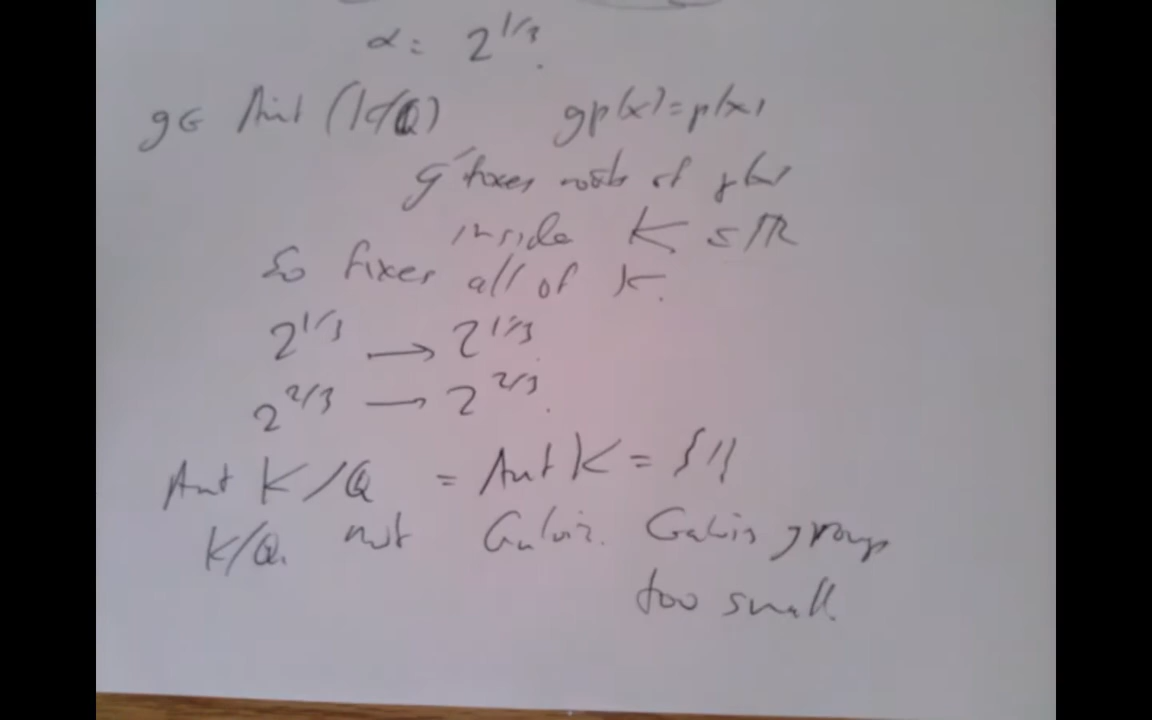 α = 2^{1/3}.
g ∈ Aut (K/Q) g p(x) = p(x)
g fixes roots of p(x)
inside K ⊆ ℝ
So fixes all of K.
2^{1/3} → 2^{1/3}.
2^{2/3} → 2^{2/3}.
Aut K/Q = Aut K = {1}
K/Q. not Galois. Galois group
too small.